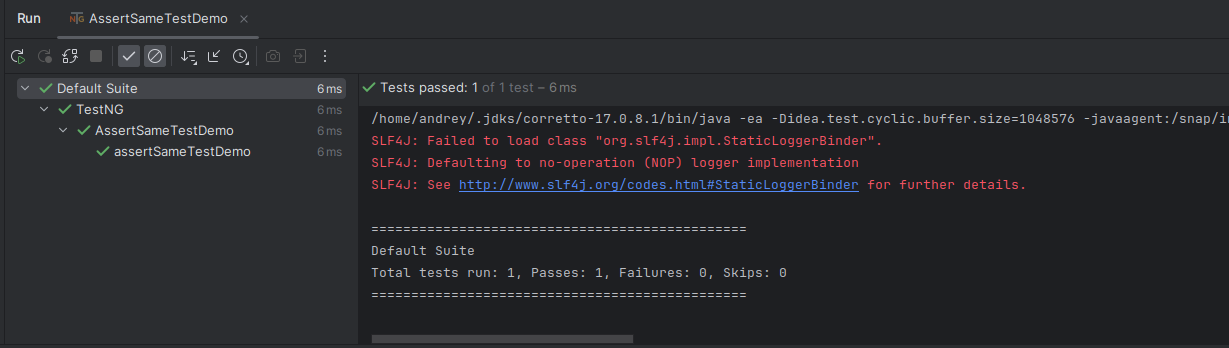 Run AssertSameTestDemo
Default Suite 6 ms
TestNG 6 ms
AssertSameTestDemo 6 ms
assertSameTestDemo 6 ms
Tests passed: 1 of 1 test – 6 ms
/home/andrey/.jdks/corretto-17.0.8.1/bin/java -ea -Didea.test.cyclic.buffer.size=1048576 -javaagent:/snap/in
SLF4J: Failed to load class "org.slf4j.impl.StaticLoggerBinder".
SLF4J: Defaulting to no-operation (NOP) logger implementation
SLF4J: See http://www.slf4j.org/codes.html#StaticLoggerBinder for further details.
===============================================
Default Suite
Total tests run: 1, Passes: 1, Failures: 0, Skips: 0
===============================================